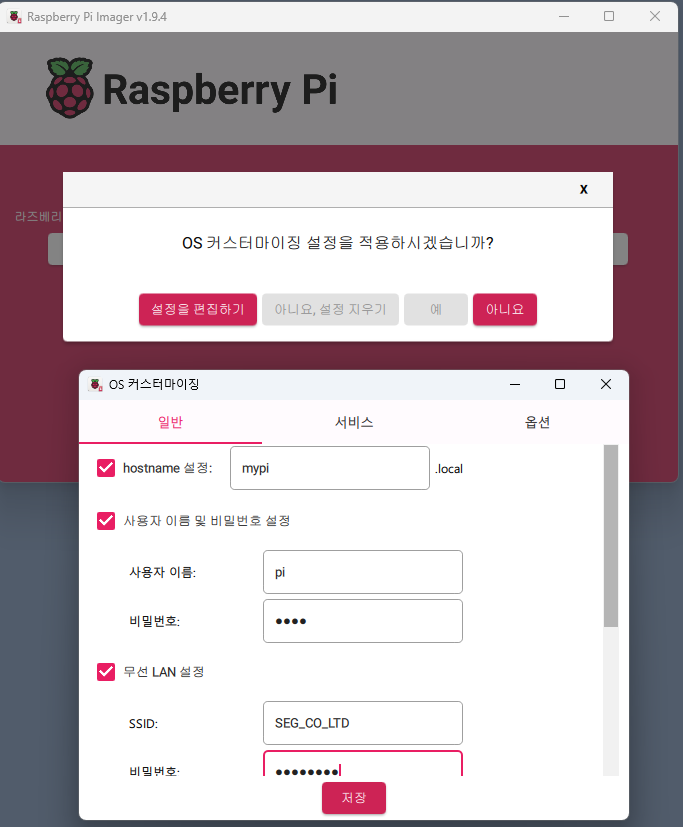 Raspberry Pi Imager v1.9.4
Raspberry Pi
X
라즈베리
OS 커스터마이징 설정을 적용하시겠습니까?
설정을 편집하기 아니요, 설정 지우기 예 아니요
OS 커스터마이징
일반 서비스 옵션
hostname 설정: mypi .local
사용자 이름 및 비밀번호 설정
사용자 이름: pi
비밀번호: ●●●●
무선 LAN 설정
SSID: SEG_CO_LTD
비밀번호: ●●●●●●●●
저장